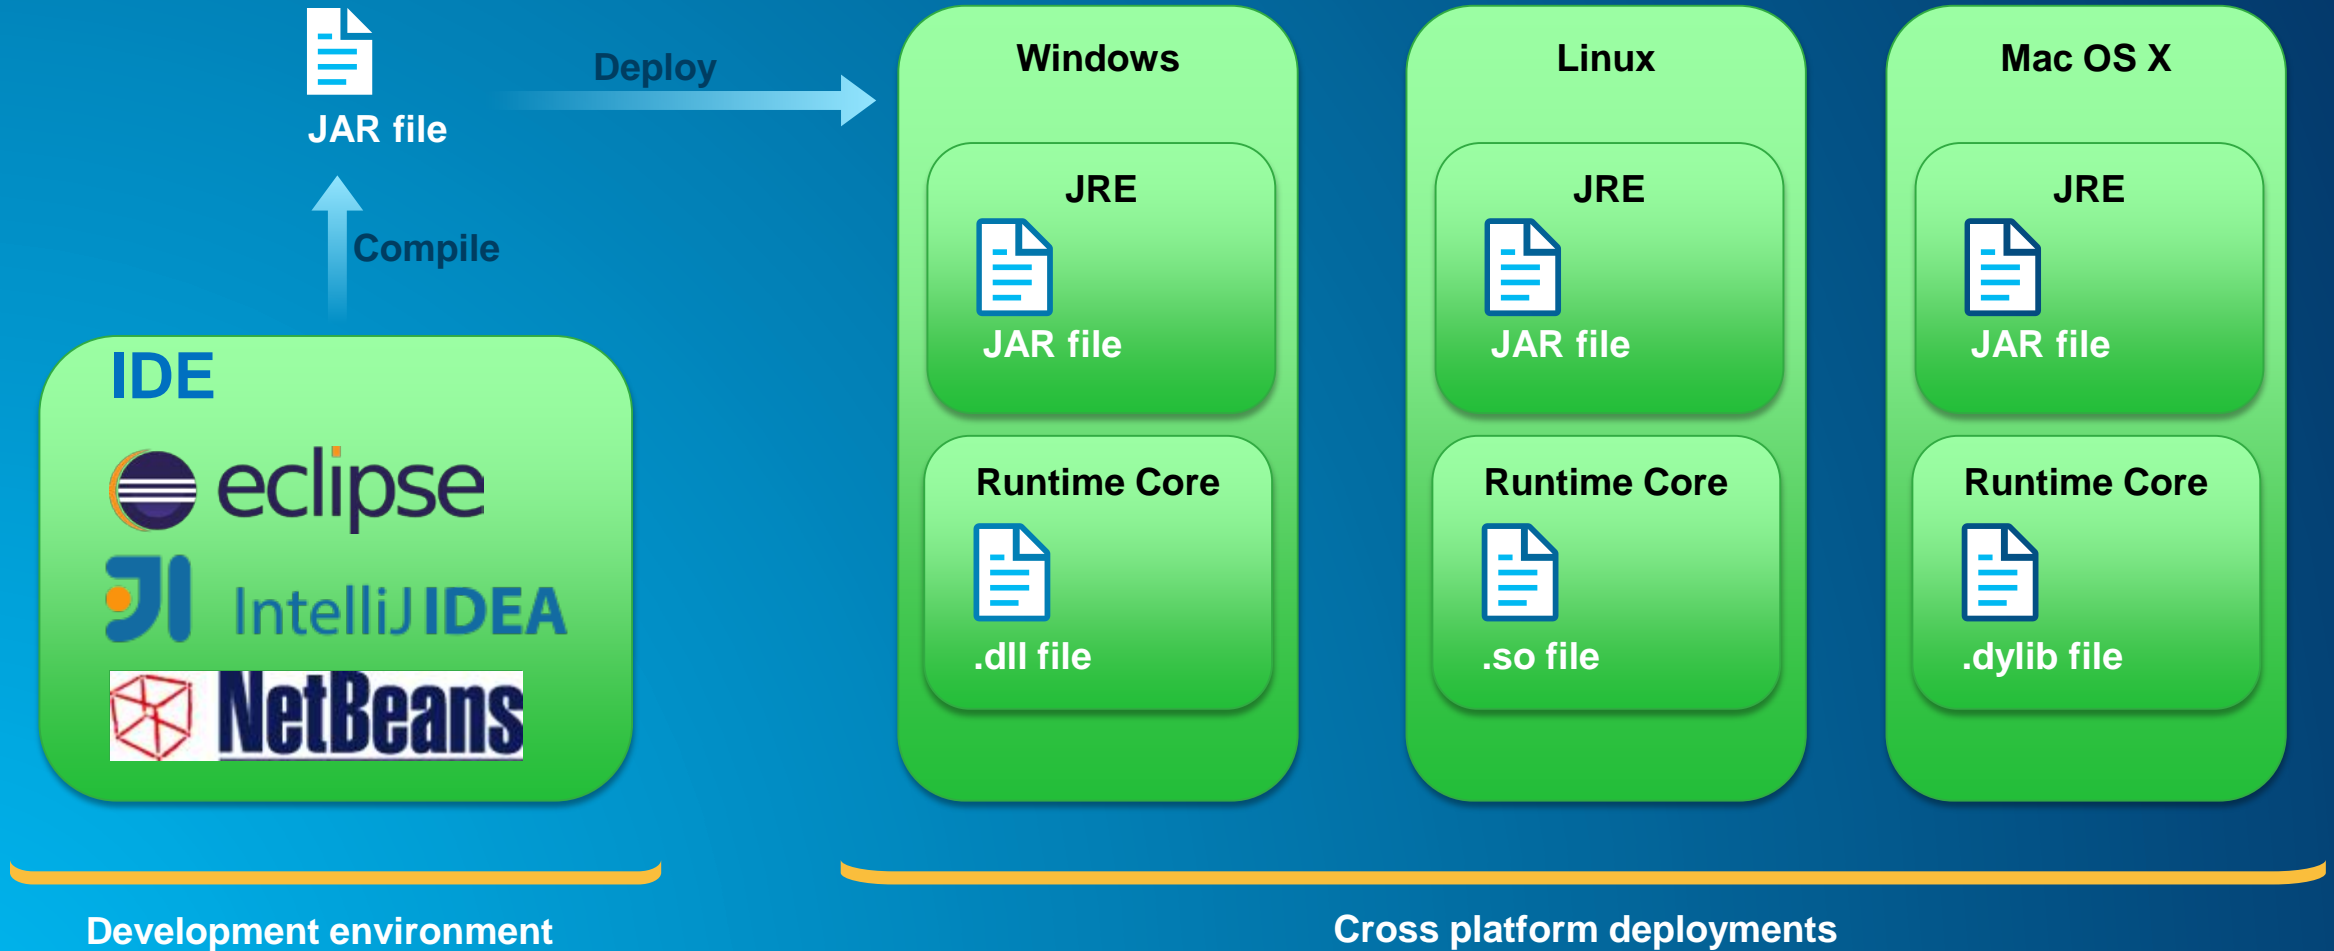 JAR file
Deploy
Compile
IDE
eclipse
IntelliJ IDEA
NetBeans
Development environment
Windows
JRE
JAR file
Runtime Core
.dll file
Linux
JRE
JAR file
Runtime Core
.so file
Mac OS X
JRE
JAR file
Runtime Core
.dylib file
Cross platform deployments